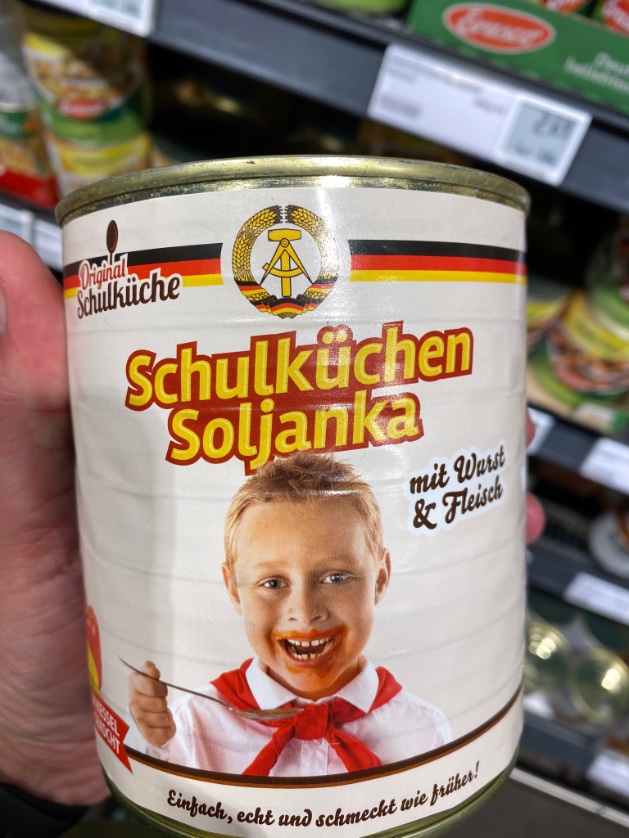 Original
Schulküche
Schulküchen
Soljanka
mit Wurst
& Fleisch
Einfach, echt und schmeckt wie früher!